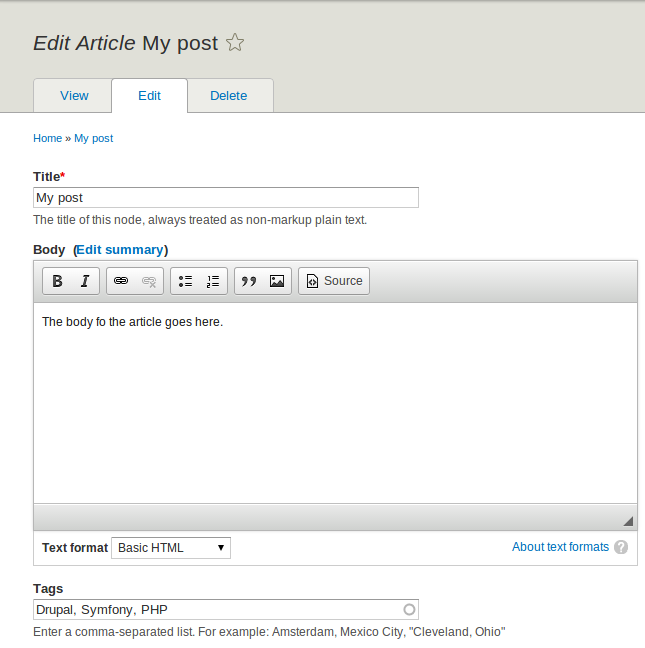 Edit Article My post
View Edit Delete
Home » My post
Title*
My post
The title of this node, always treated as non-markup plain text.
Body (Edit summary)
B I Source
The body fo the article goes here.
Text format Basic HTML About text formats ?
Tags
Drupal, Symfony, PHP
Enter a comma-separated list. For example: Amsterdam, Mexico City, "Cleveland, Ohio"